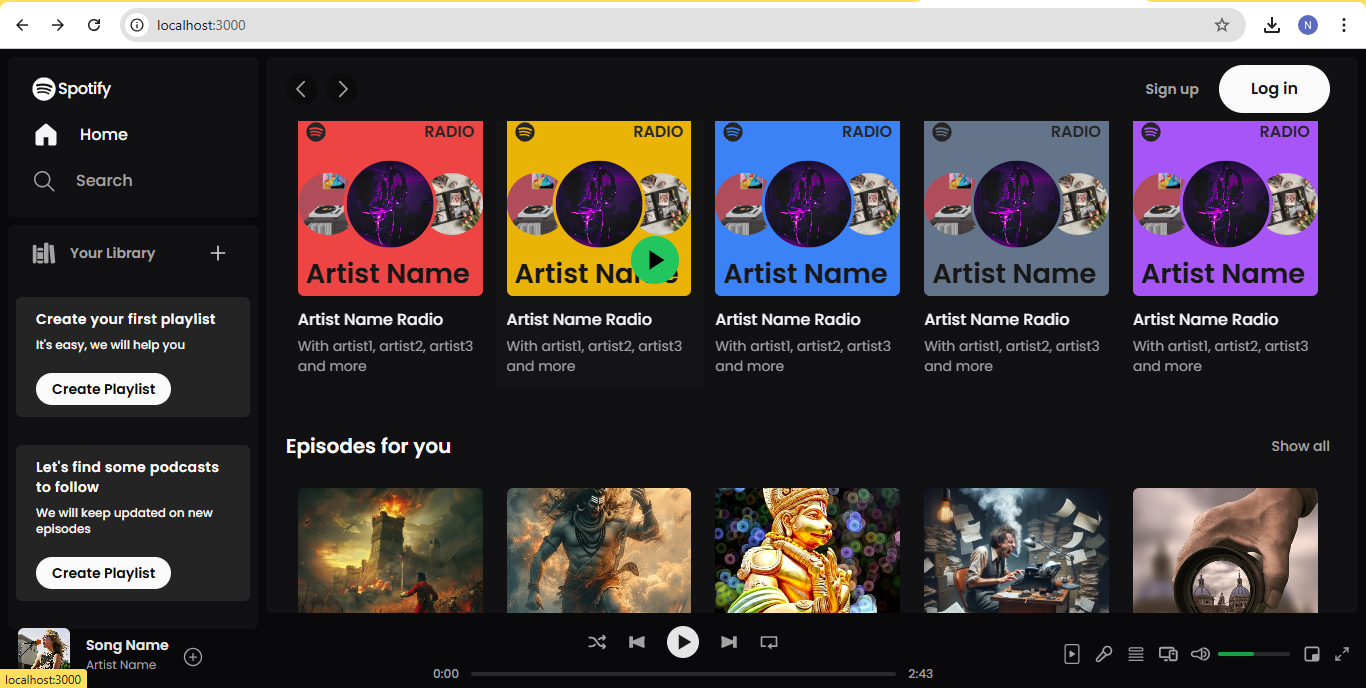 localhost:3000
N
Spotify
Home
Search
Your Library
Create your first playlist
It's easy, we will help you
Create Playlist
Let's find some podcasts
to follow
We will keep updated on new
episodes
Create Playlist
Sign up
Log in
RADIO
Artist Name
Artist Name Radio
With artist1, artist2, artist3
and more
RADIO
Artist Name
Artist Name Radio
With artist1, artist2, artist3
and more
RADIO
Artist Name
Artist Name Radio
With artist1, artist2, artist3
and more
RADIO
Artist Name
Artist Name Radio
With artist1, artist2, artist3
and more
RADIO
Artist Name
Artist Name Radio
With artist1, artist2, artist3
and more
Episodes for you
Show all
Song Name
Artist Name
0:00
2:43
localhost:3000